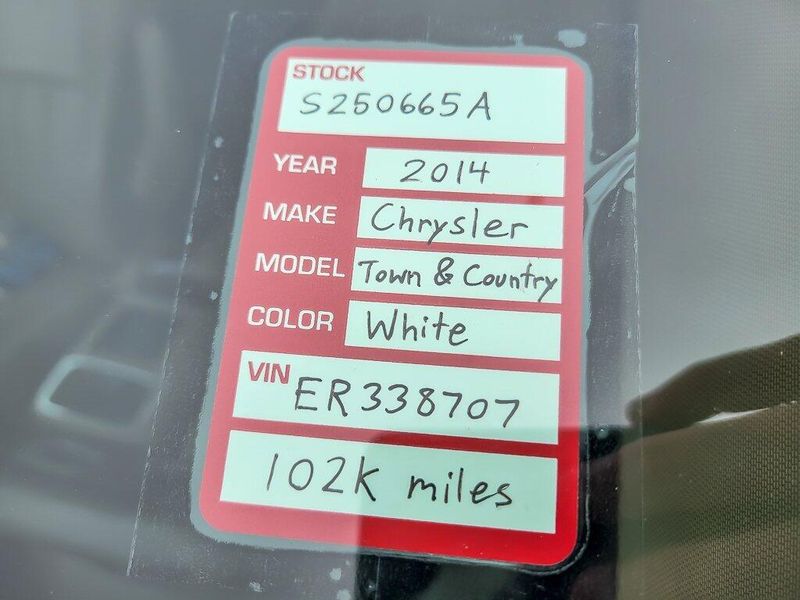 STOCK
S250665A
YEAR 2014
MAKE Chrysler
MODEL Town & Country
COLOR White
VIN ER338707
102K miles